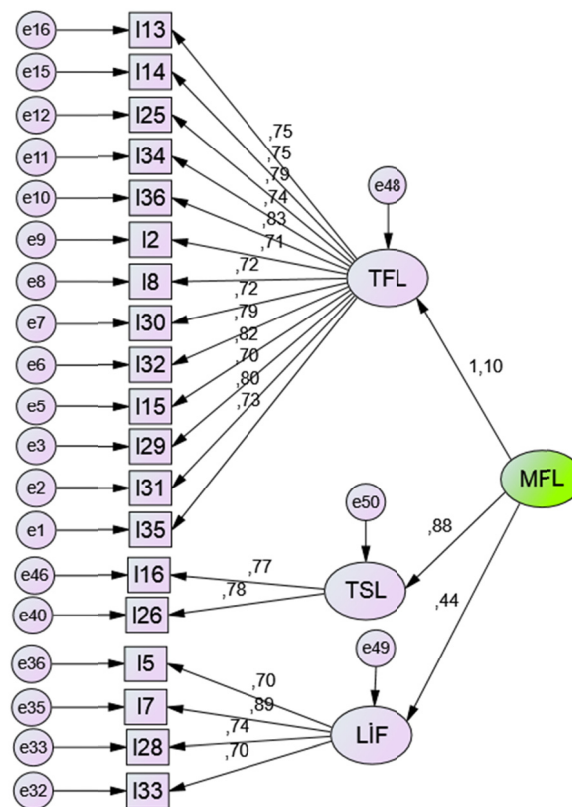 e16 I13
e15 I14
e12 I25
e11 I34
e10 I36
e9 I2
e8 I8
e7 I30
e6 I32
e5 I15
e3 I29
e2 I31
e1 I35
,75
,75
,79
,74
,83
,71
,72
,72
,79
,82
,70
,80
,73
e48
TFL
1,10
MFL
e50
,88
e46 I16
e40 I26
,77
,78
TSL
,44
e49
e36 I5
e35 I7
e33 I28
e32 I33
,70
,89
,74
,70
LİF